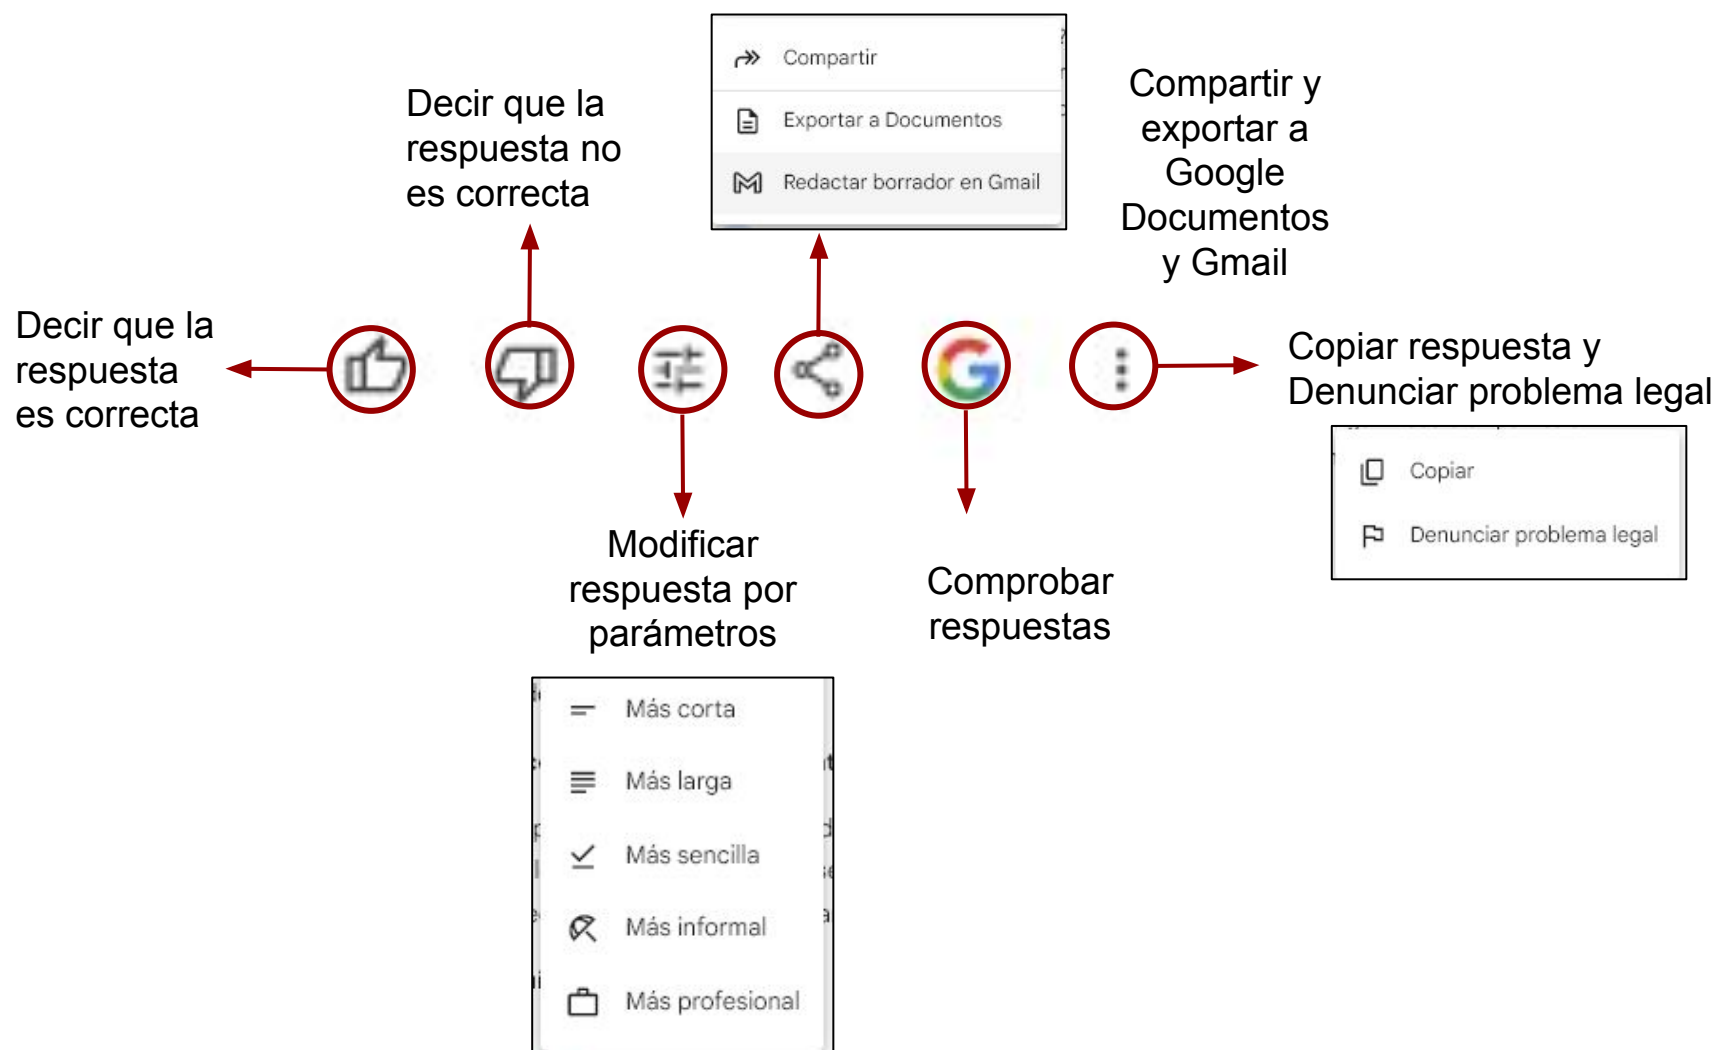 Compartir
Exportar a Documentos
Redactar borrador en Gmail
Compartir y
exportar a
Google
Documentos
y Gmail
Decir que la
respuesta no
es correcta
Decir que la
respuesta
es correcta
Copiar respuesta y
Denunciar problema legal
Copiar
Denunciar problema legal
Modificar
respuesta por
parámetros
Comprobar
respuestas
Más corta
Más larga
Más sencilla
Más informal
Más profesional